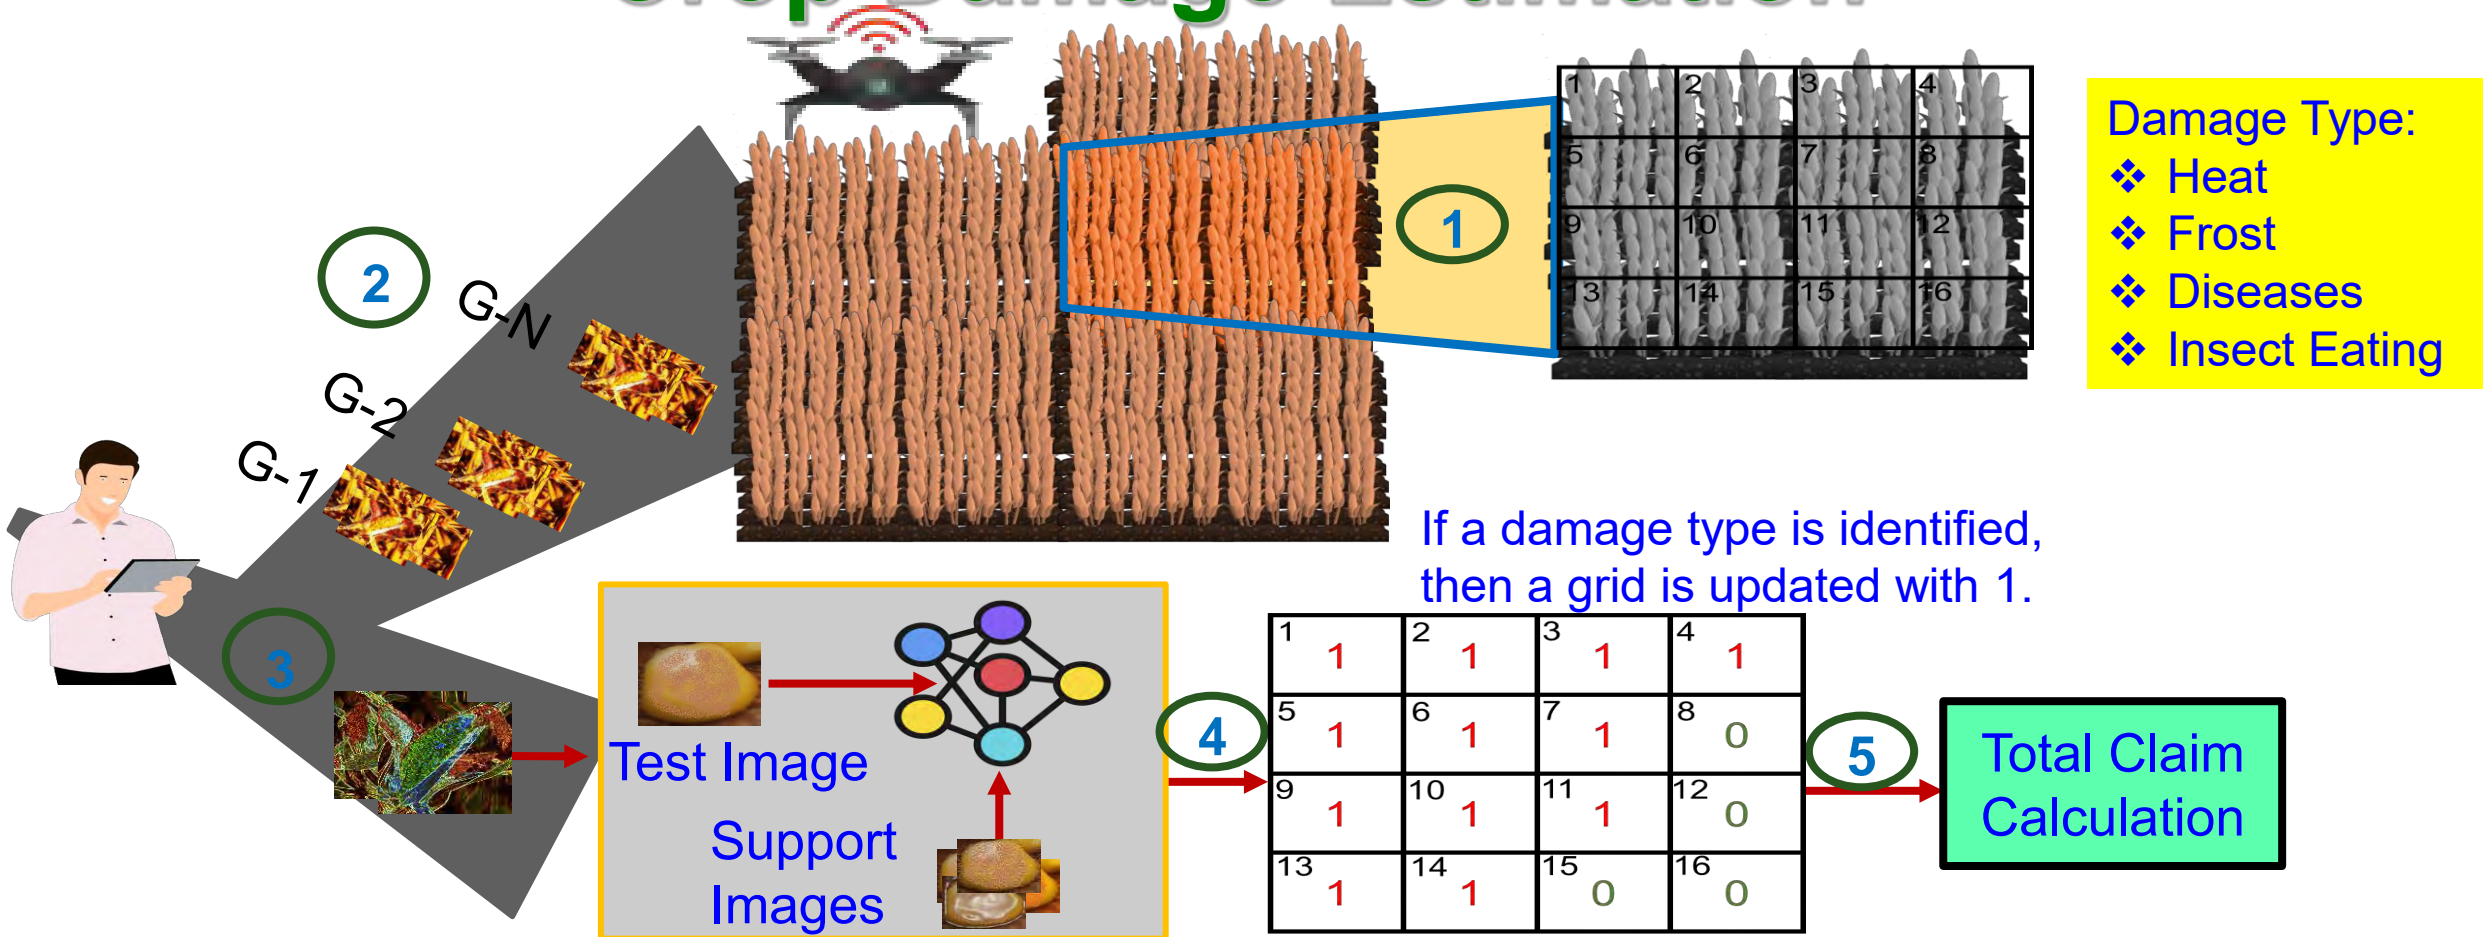 Crop Damage Estimation
1 2 3 4
5 6 7 8
9 10 11 12
13 14 15 16
Damage Type:
❖ Heat
❖ Frost
❖ Diseases
❖ Insect Eating
1
2
G-N
G-2
G-1
If a damage type is identified,
then a grid is updated with 1.
3
Test Image
Support
Images
4
1 1 2 1 3 1 4 1
5 1 6 1 7 1 8 0
9 1 10 1 11 1 12 0
13 1 14 1 15 0 16 0
5
Total Claim
Calculation